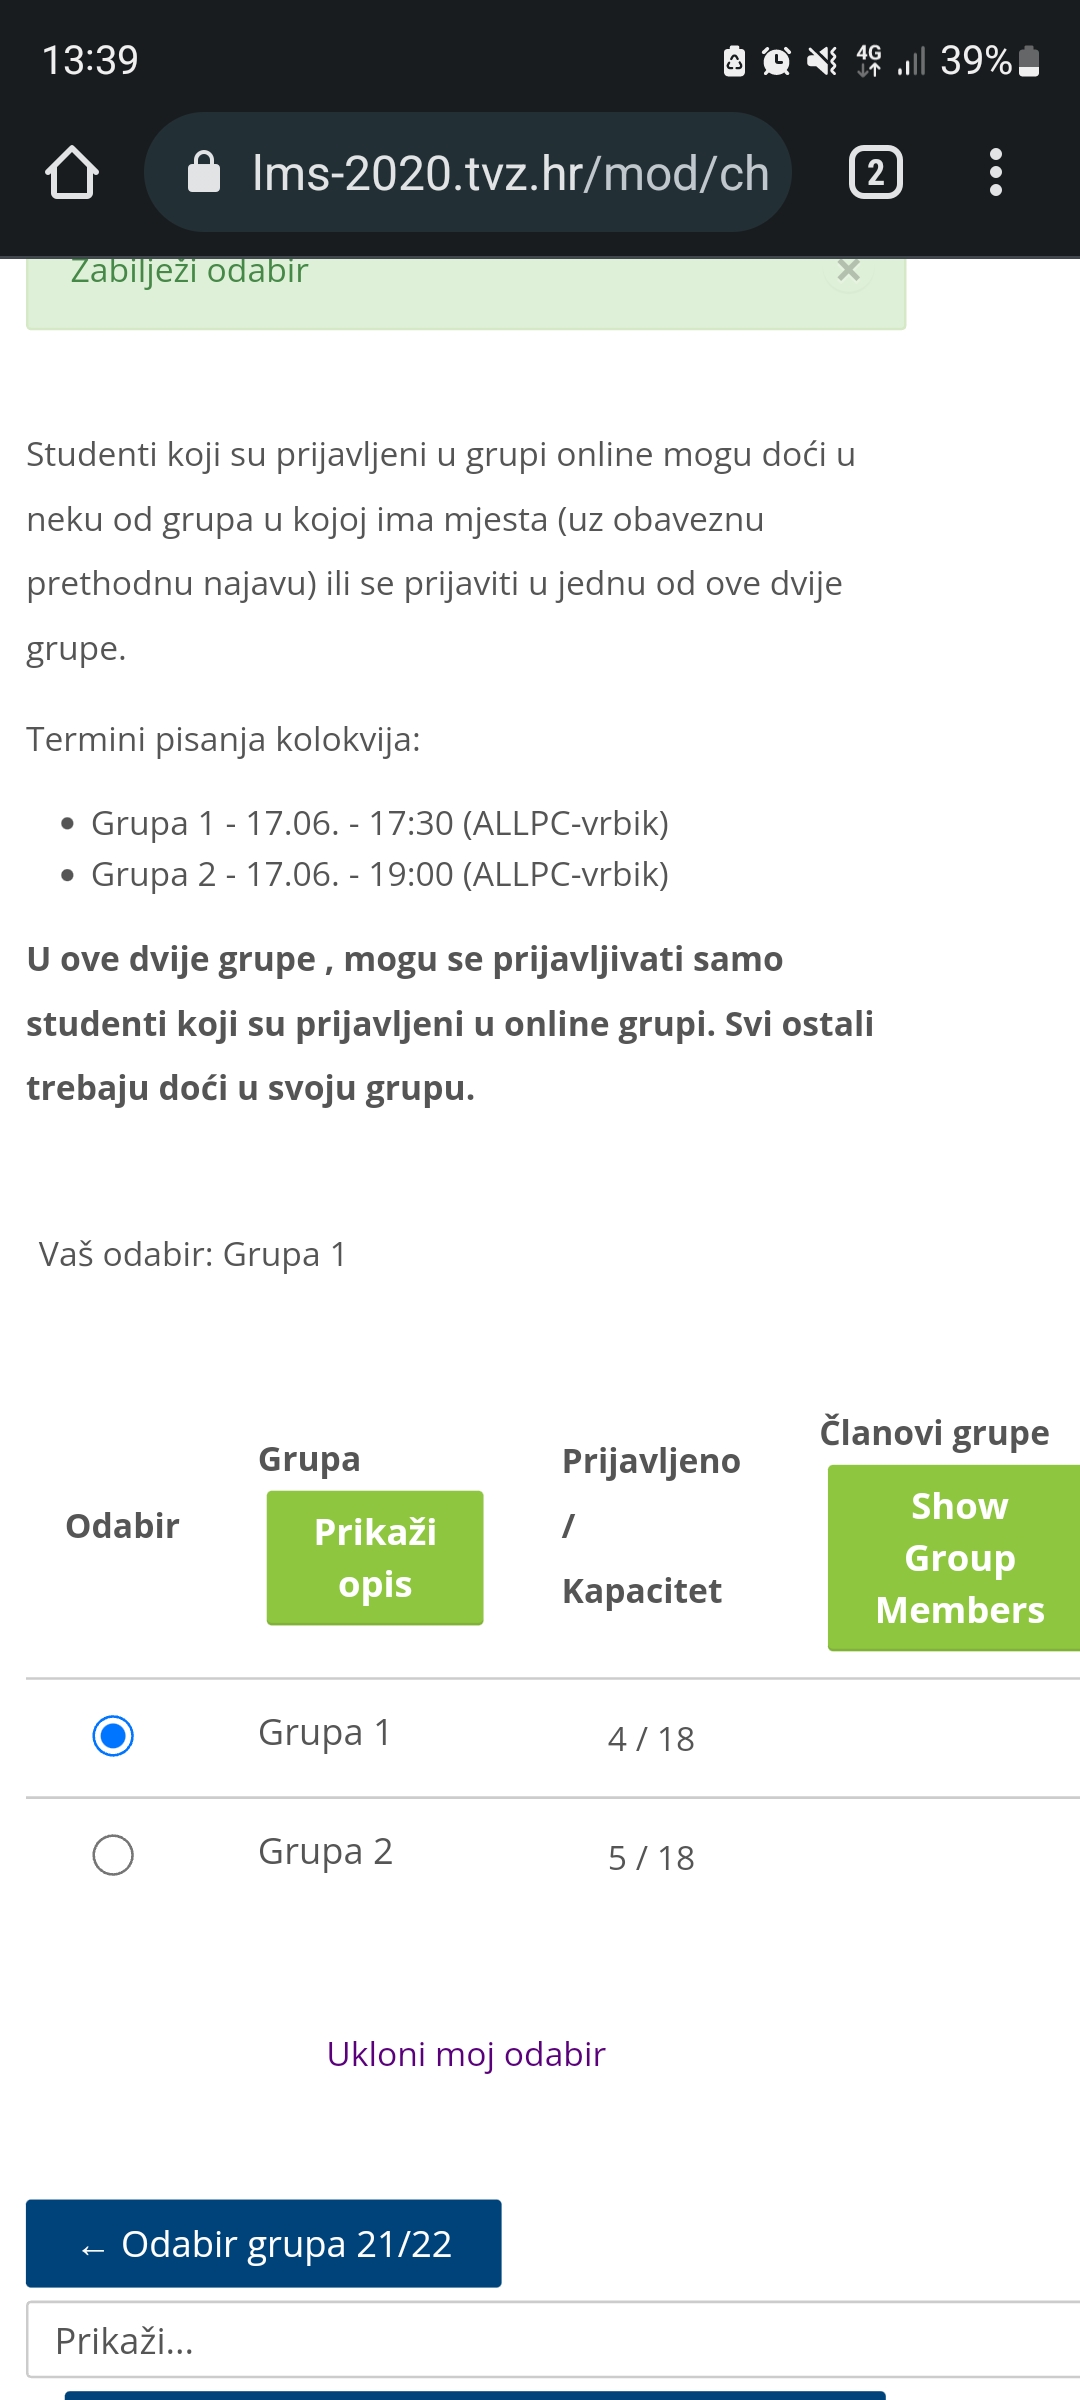 13:39
4G
39%
lms-2020.tvz.hr/mod/ch
2
Zabilježi odabir
×
Studenti koji su prijavljeni u grupi online mogu doći u
neku od grupa u kojoj ima mjesta (uz obaveznu
prethodnu najavu) ili se prijaviti u jednu od ove dvije
grupe.
Termini pisanja kolokvija:
• Grupa 1 - 17.06. - 17:30 (ALLPC-vrbik)
• Grupa 2 - 17.06. - 19:00 (ALLPC-vrbik)
U ove dvije grupe , mogu se prijavljivati samo
studenti koji su prijavljeni u online grupi. Svi ostali
trebaju doći u svoju grupu.
Vaš odabir: Grupa 1
Odabir
Grupa
Prikaži
opis
Prijavljeno
/
Kapacitet
Članovi grupe
Show
Group
Members
Grupa 1
4 / 18
Grupa 2
5 / 18
Ukloni moj odabir
← Odabir grupa 21/22
Prikaži...